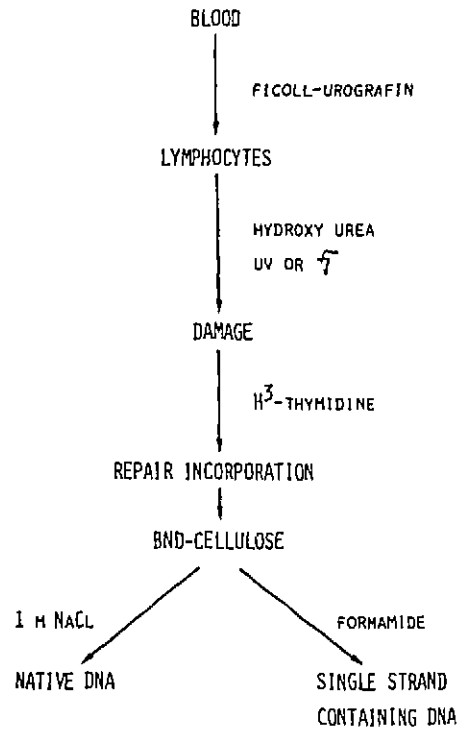 BLOOD
FICOLL-UROGRAFIN
LYMPHOCYTES
HYDROXY UREA
UV OR
DAMAGE
H³-THYMIDINE
REPAIR INCORPORATION
BND-CELLULOSE
1 M NACL
FORMAMIDE
NATIVE DNA
SINGLE STRAND
CONTAINING DNA